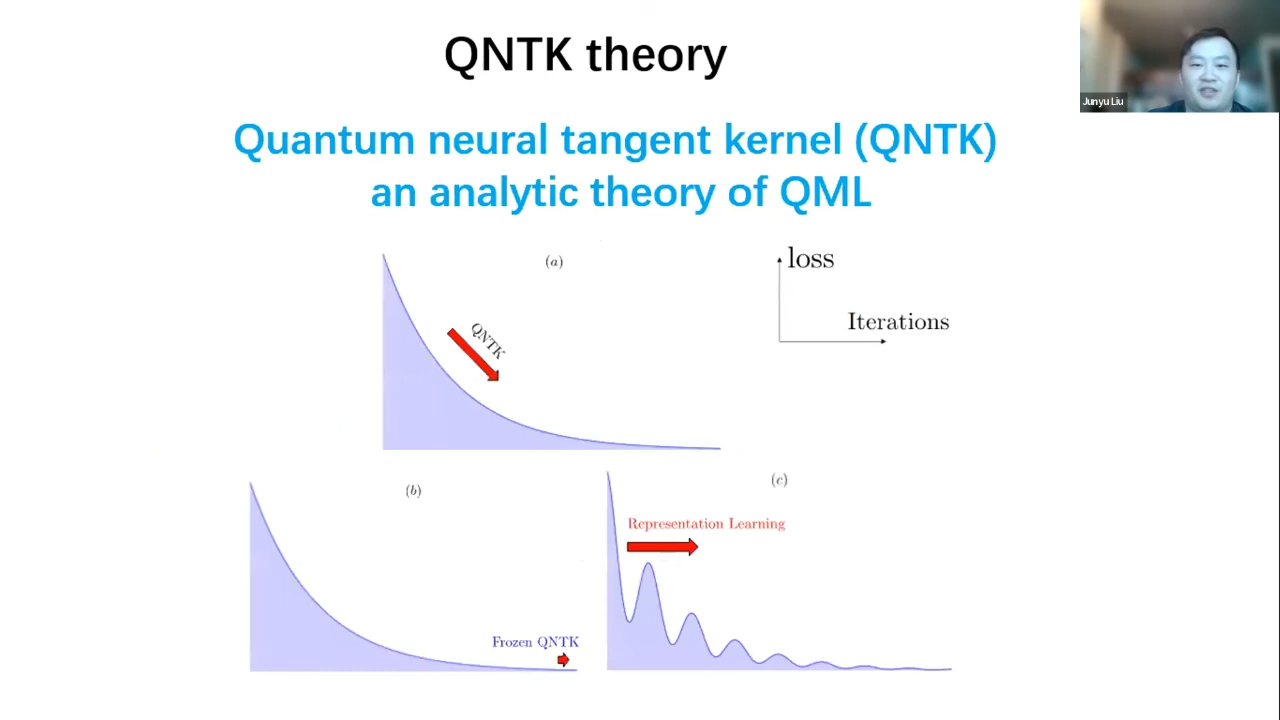 QNTK theory
Junyu Liu
Quantum neural tangent kernel (QNTK)
an analytic theory of QML
(a)
loss
QNTK
Iterations
(b)
(c)
Representation Learning
Frozen QNTK